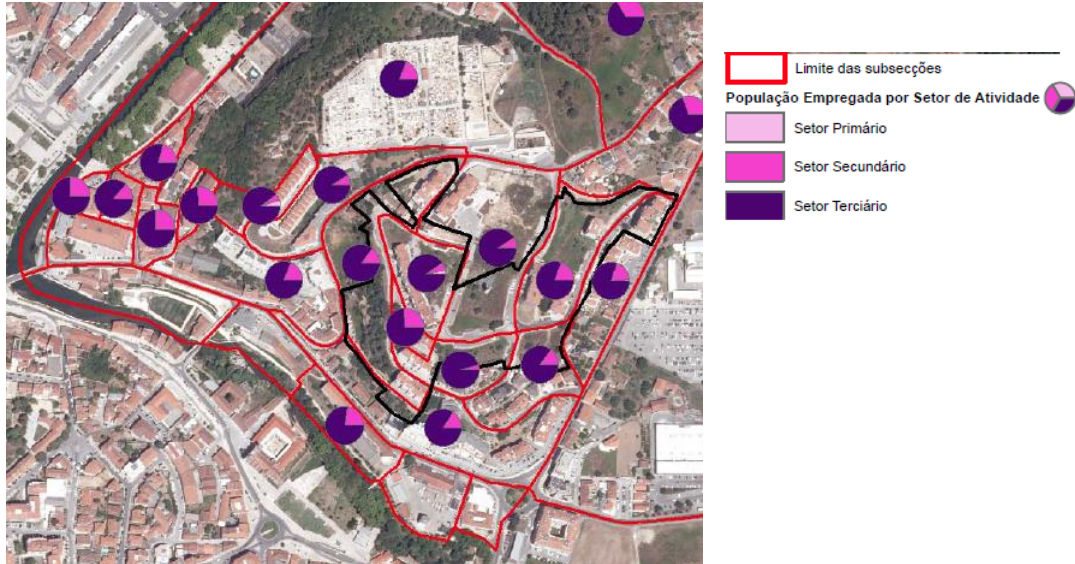 Limite das subsecções
População Empregada por Setor de Atividade
Setor Primário
Setor Secundário
Setor Terciário